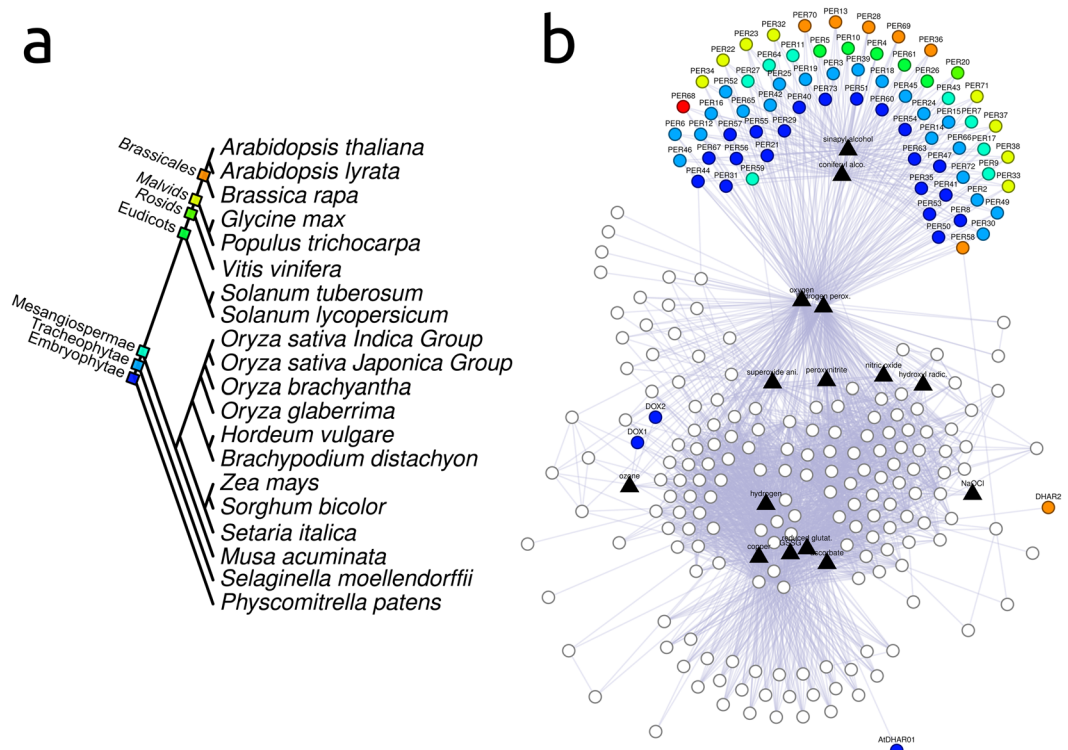 a
b
Brassicales
Malvids
Rosids
Eudicots
Mesangiospermae
Tracheophytae
Embryophytae
Arabidopsis thaliana
Arabidopsis lyrata
Brassica rapa
Glycine max
Populus trichocarpa
Vitis vinifera
Solanum tuberosum
Solanum lycopersicum
Oryza sativa Indica Group
Oryza sativa Japonica Group
Oryza brachyantha
Oryza glaberrima
Hordeum vulgare
Brachypodium distachyon
Zea mays
Sorghum bicolor
Setaria italica
Musa acuminata
Selaginella moellendorffii
Physcomitrella patens
PER13
PER70
PER28
PER32
PER69
PER23
PER5
PER10
PER36
PER11
PER4
PER22
PER64
PER61
PER3
PER39
PER20
PER19
PER18
PER26
PER34
PER27
PER25
PER71
PER52
PER73
PER51
PER45
PER43
PER68
PER42
PER40
PER60
PER16
PER65
PER24
PER15
PER7
PER37
PER6
PER12
PER57
PER55
PER29
PER54
PER14
sinapyl alcohol
PER66
PER17
PER46
PER67
PER56
PER21
PER63
PER38
coniferyl alco.
PER47
PER9
PER44
PER31
PER59
PER72
PER35
PER33
PER41
PER2
PER53
PER49
PER8
PER50
PER30
PER58
oxygen
drogen perox.
superoxide ani.
peroxynitrite
nitric oxide
hydroxyl radic.
DOX2
DOX1
ozone
NaOCl
hydrogen
DHAR2
reduced glutat.
copper
GSSG
ascorbate
AtDHAR01